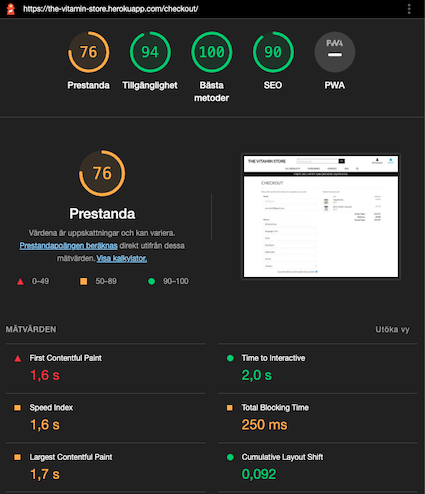 https://the-vitamin-store.herokuapp.com/checkout/
76
94
100
90
PWA
Prestanda
Tillgänglighet
Bästa
metoder
SEO
PWA
76
Prestanda
Värdena är uppskattningar och kan variera.
Prestandapoängen beräknas direkt utifrån dessa
mätvärden. Visa kalkylator.
0–49
50–89
90–100
THE VITAMIN STORE
CHECKOUT
MÄTVÄRDEN
Utöka vy
First Contentful Paint
1,6 s
Time to Interactive
2,0 s
Speed Index
1,6 s
Total Blocking Time
250 ms
Largest Contentful Paint
1,7 s
Cumulative Layout Shift
0,092